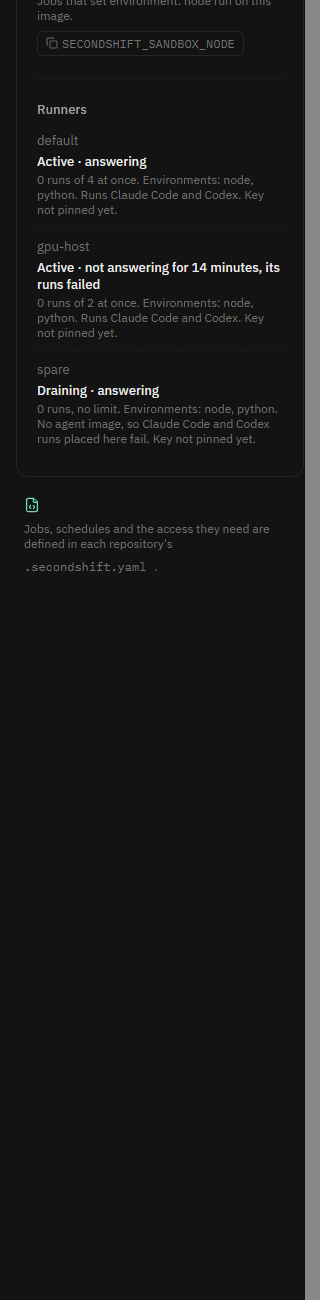 Jobs that set environment: node run on this
image.
SECONDSHIFT_SANDBOX_NODE
Runners
default
Active · answering
0 runs of 4 at once. Environments: node,
python. Runs Claude Code and Codex. Key
not pinned yet.
gpu-host
Active · not answering for 14 minutes, its
runs failed
0 runs of 2 at once. Environments: node,
python. Runs Claude Code and Codex. Key
not pinned yet.
spare
Draining · answering
0 runs, no limit. Environments: node, python.
No agent image, so Claude Code and Codex
runs placed here fail. Key not pinned yet.
Jobs, schedules and the access they need are
defined in each repository's
.secondshift.yaml .